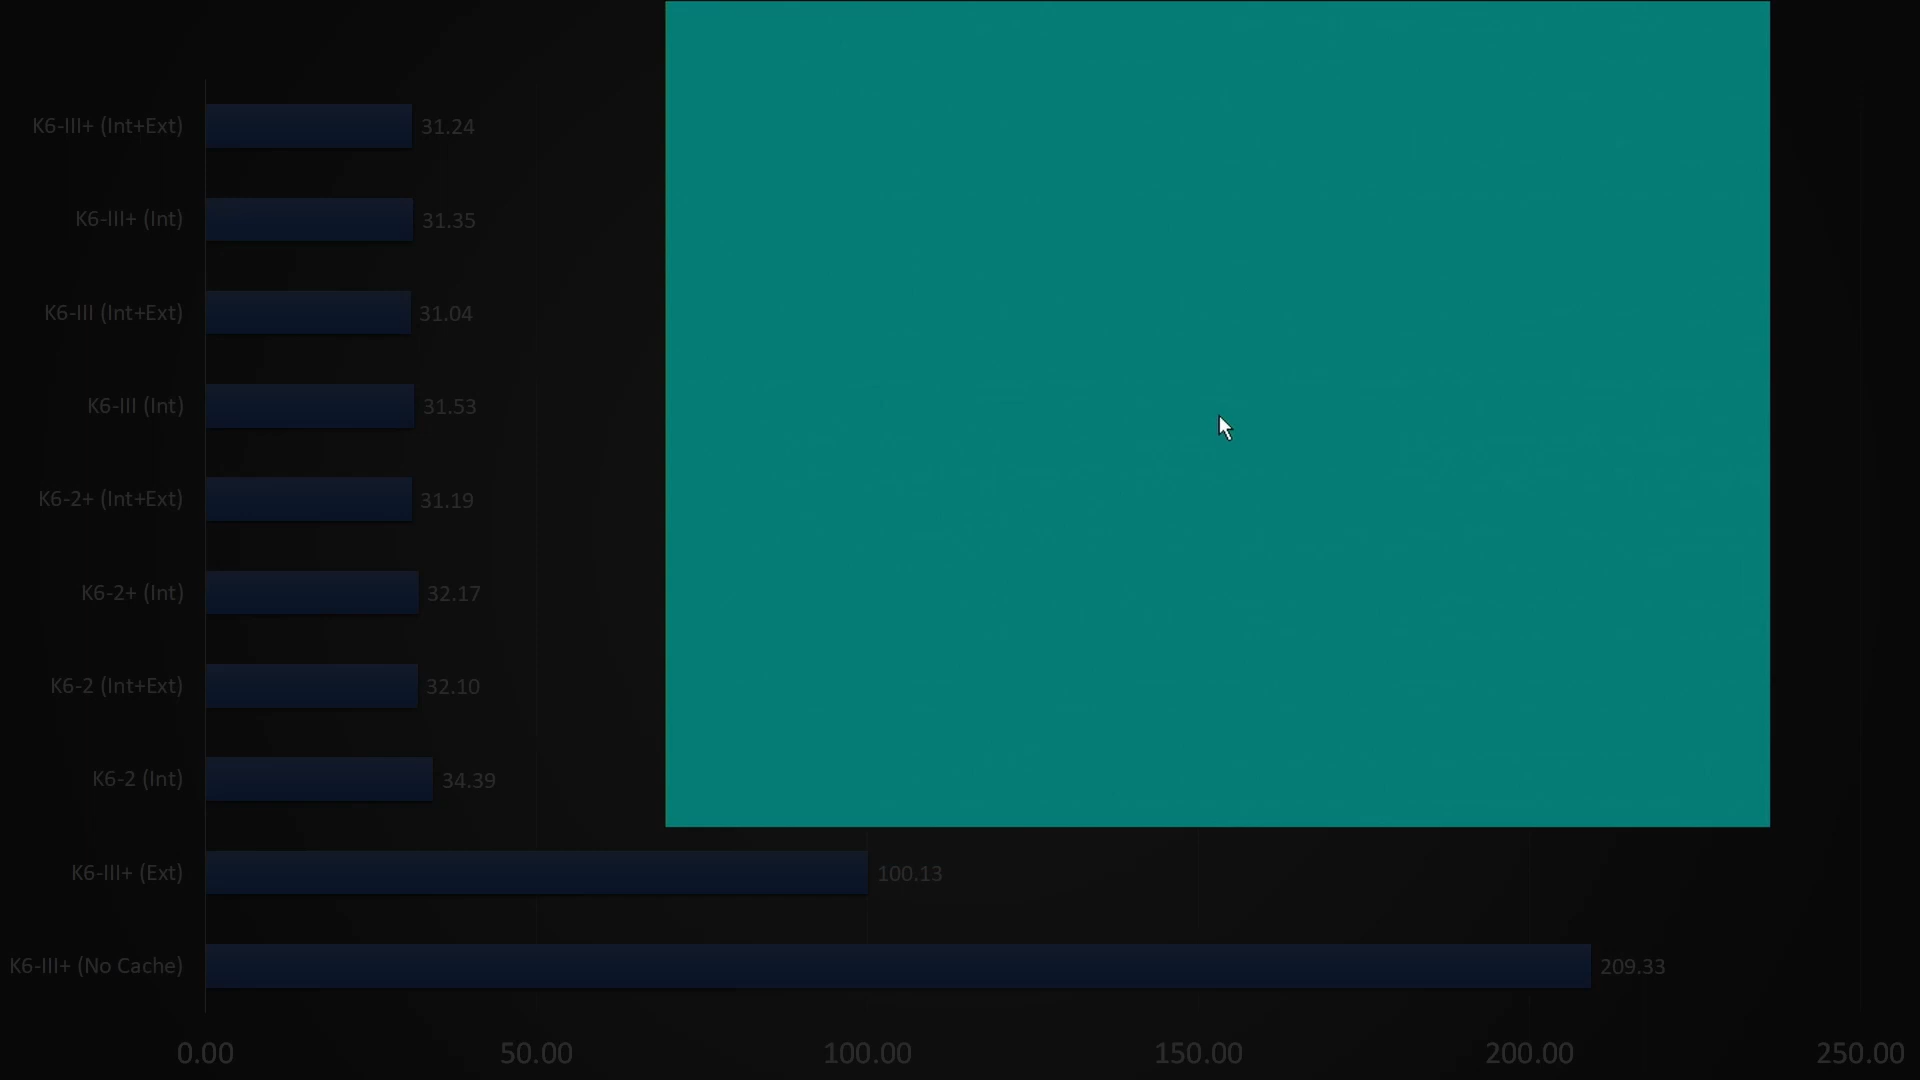 K6-III+ (Int+Ext) 31.24
K6-III+ (Int) 31.35
K6-III (Int+Ext) 31.04
K6-III (Int) 31.53
K6-2+ (Int+Ext) 31.19
K6-2+ (Int) 32.17
K6-2 (Int+Ext) 32.10
K6-2 (Int) 34.39
K6-III+ (Ext) 100.13
K6-III+ (No Cache) 209.33
0.00 50.00 100.00 150.00 200.00 250.00